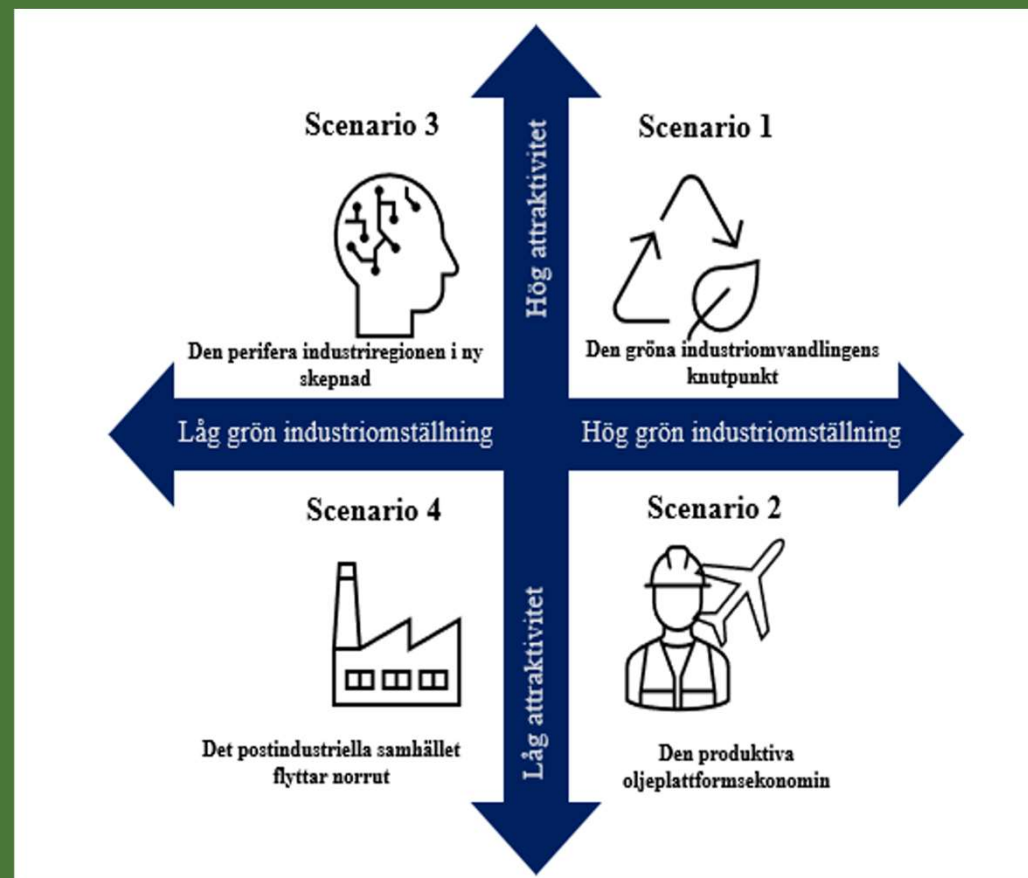 Scenario 3
Scenario 1
Hög attraktivitet
Den perifera industriregionen i ny
skepnad
Den gröna industriomvandlingens
knutpunkt
Låg grön industriomställning
Hög grön industriomställning
Scenario 4
Scenario 2
Låg attraktivitet
Det postindustriella samhället
flyttar norrut
Den produktiva
oljeplattformsekonomin